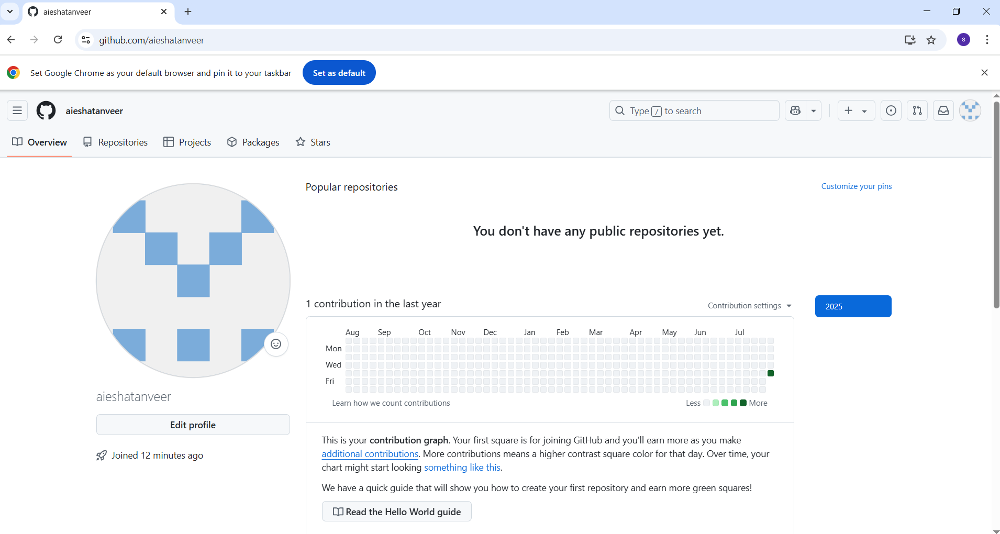 aieshatanveer
github.com/aieshatanveer
S
Set Google Chrome as your default browser and pin it to your taskbar
Set as default
aieshatanveer
Type / to search
Overview
Repositories
Projects
Packages
Stars
Popular repositories
Customize your pins
You don't have any public repositories yet.
1 contribution in the last year
Contribution settings
2025
Aug Sep Oct Nov Dec Jan Feb Mar Apr May Jun Jul
Mon
Wed
Fri
Learn how we count contributions
Less
More
aieshatanveer
Edit profile
Joined 12 minutes ago
This is your contribution graph. Your first square is for joining GitHub and you’ll earn more as you make
additional contributions. More contributions means a higher contrast square color for that day. Over time, your
chart might start looking something like this.
We have a quick guide that will show you how to create your first repository and earn more green squares!
Read the Hello World guide